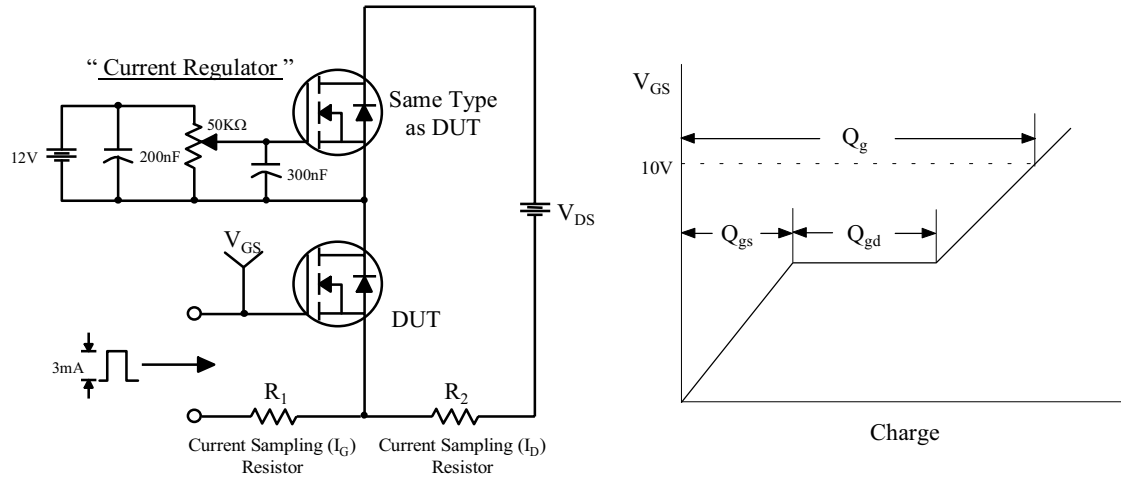 “ Current Regulator ”
12V
200nF
50KΩ
300nF
Same Type
as DUT
V_DS
V_GS
DUT
3mA
R_1
R_2
Current Sampling (I_G)
Resistor
Current Sampling (I_D)
Resistor
V_GS
Q_g
10V
Q_gs
Q_gd
Charge